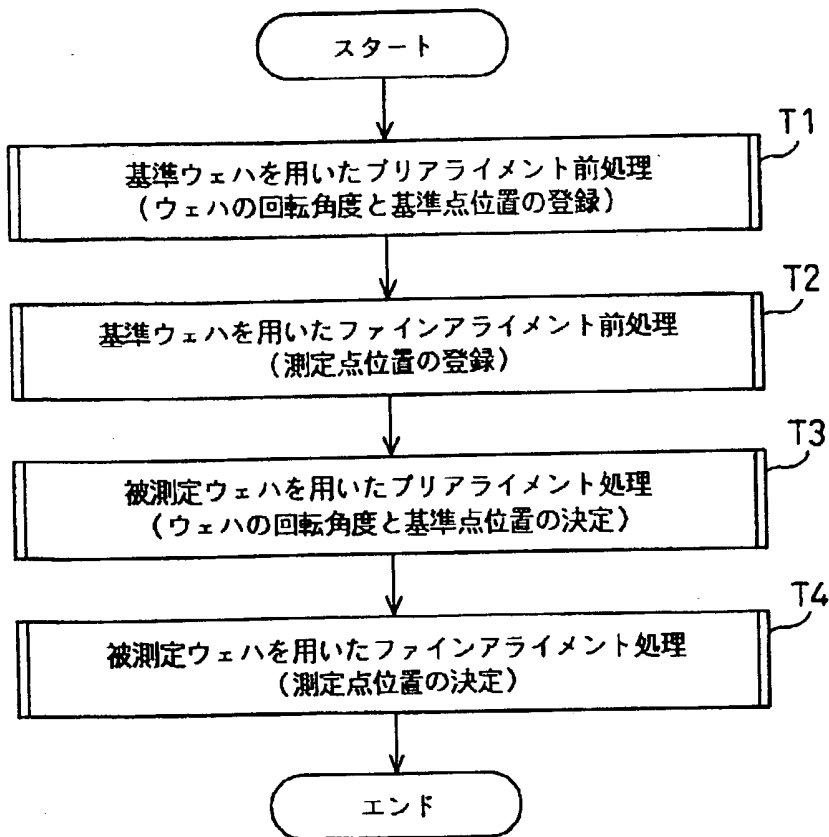 スタート
T1
基準ウェハを用いたプリアライメント前処理
(ウェハの回転角度と基準点位置の登録)
T2
基準ウェハを用いたファインアライメント前処理
(測定点位置の登録)
T3
被測定ウェハを用いたプリアライメント処理
(ウェハの回転角度と基準点位置の決定)
T4
被測定ウェハを用いたファインアライメント処理
(測定点位置の決定)
エンド